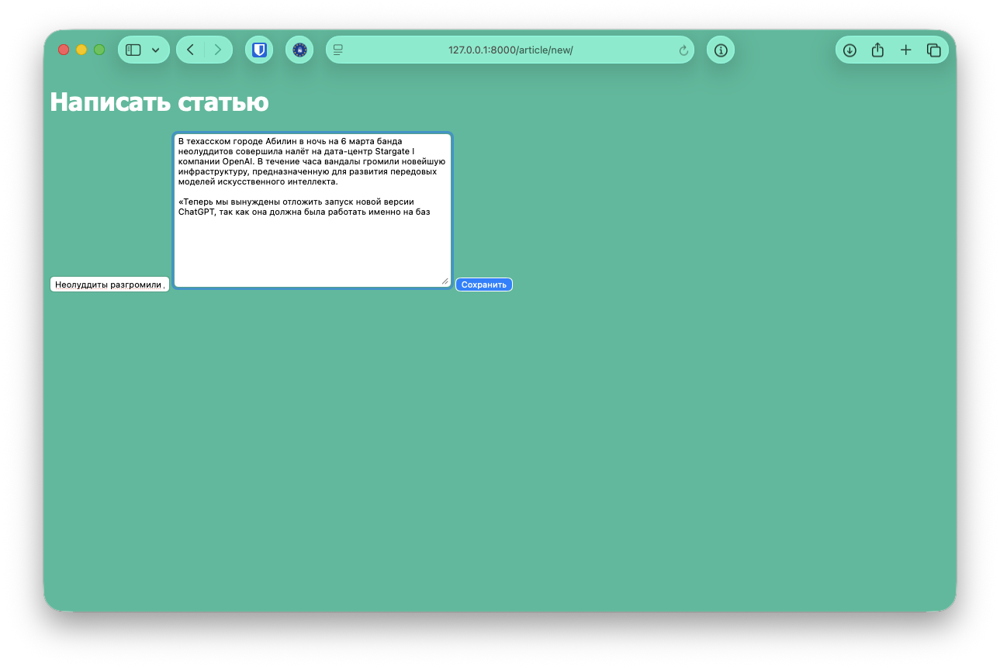 127.0.0.1:8000/article/new/
Написать статью
В техасском городе Абилин в ночь на 6 марта банда
неолуддитов совершила налёт на дата-центр Stargate I
компании OpenAI. В течение часа вандалы громили новейшую
инфраструктуру, предназначенную для развития передовых
моделей искусственного интеллекта.
«Теперь мы вынуждены отложить запуск новой версии
ChatGPT, так как она должна была работать именно на баз
Неолуддиты разгромили
Сохранить